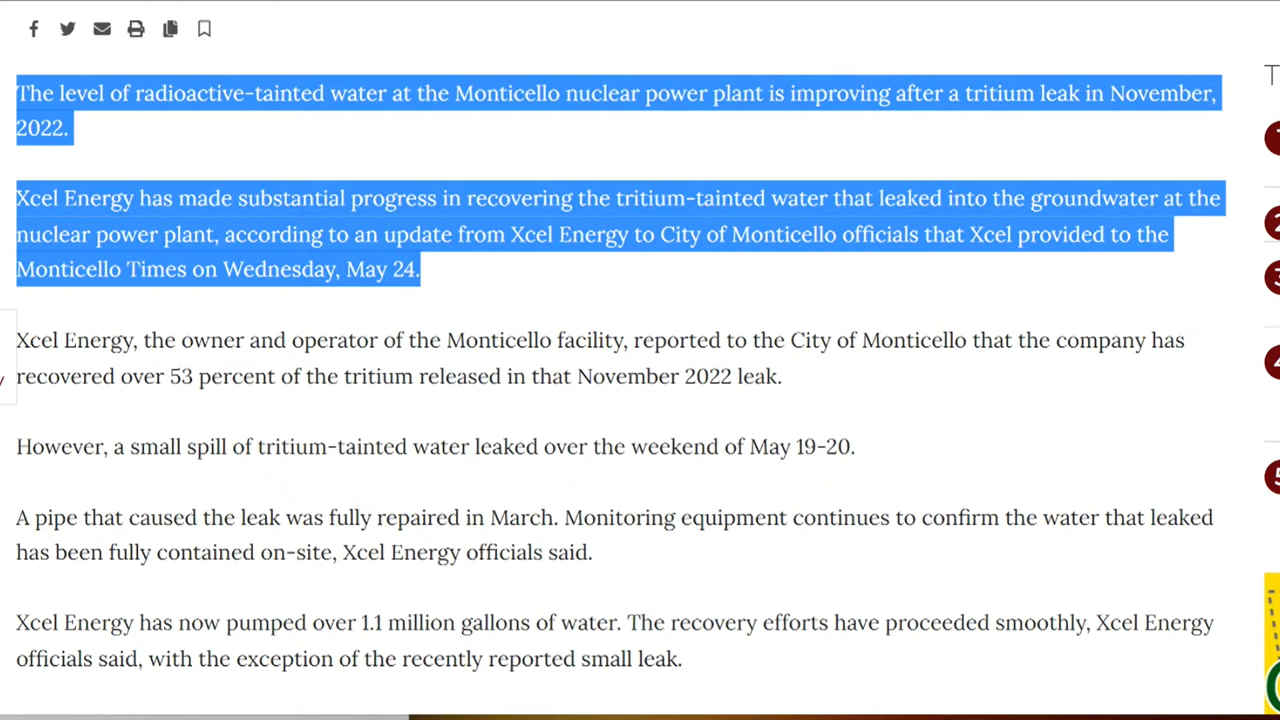 The level of radioactive-tainted water at the Monticello nuclear power plant is improving after a tritium leak in November,
2022.
Xcel Energy has made substantial progress in recovering the tritium-tainted water that leaked into the groundwater at the
nuclear power plant, according to an update from Xcel Energy to City of Monticello officials that Xcel provided to the
Monticello Times on Wednesday, May 24.
Xcel Energy, the owner and operator of the Monticello facility, reported to the City of Monticello that the company has
recovered over 53 percent of the tritium released in that November 2022 leak.
However, a small spill of tritium-tainted water leaked over the weekend of May 19-20.
A pipe that caused the leak was fully repaired in March. Monitoring equipment continues to confirm the water that leaked
has been fully contained on-site, Xcel Energy officials said.
Xcel Energy has now pumped over 1.1 million gallons of water. The recovery efforts have proceeded smoothly, Xcel Energy
officials said, with the exception of the recently reported small leak.